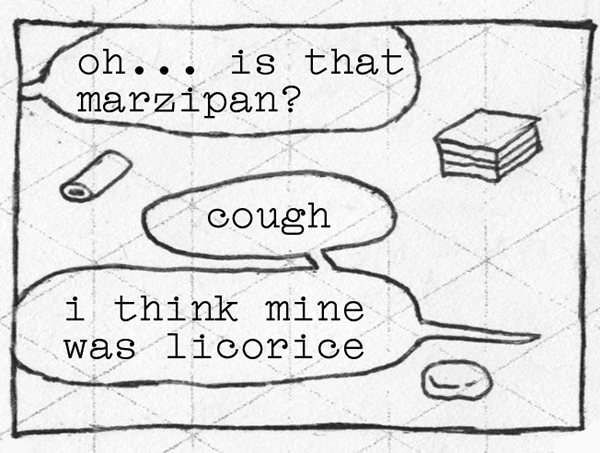 oh... is that
marzipan?
cough
i think mine
was licorice